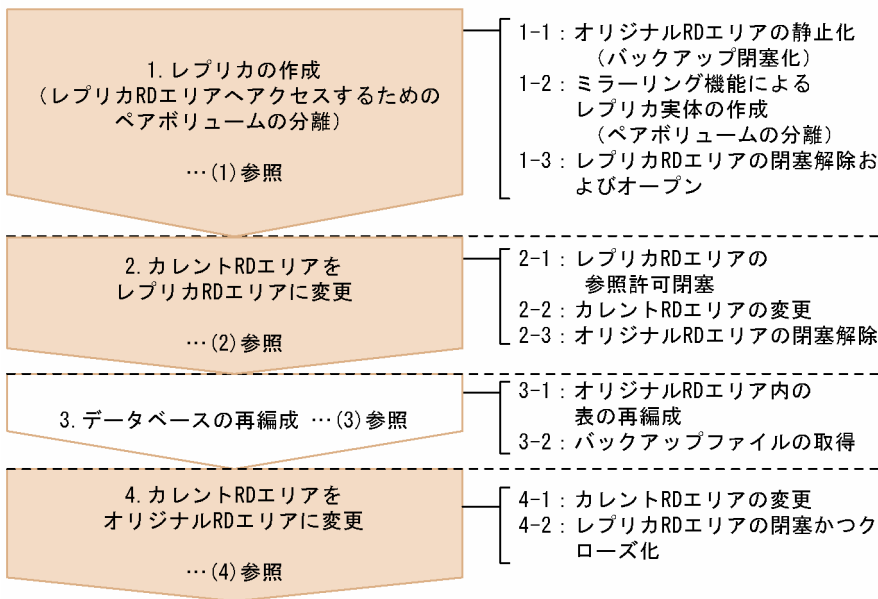 1.レプリカの作成
(レプリカRDエリアへアクセスするための
ペアボリュームの分離)
…(1)参照
1-1：オリジナルRDエリアの静止化
(バックアップ閉塞化)
1-2：ミラーリング機能による
レプリカ実体の作成
(ペアボリュームの分離)
1-3：レプリカRDエリアの閉塞解除お
よびオープン
2.カレントRDエリアを
レプリカRDエリアに変更
…(2)参照
2-1：レプリカRDエリアの
参照許可閉塞
2-2：カレントRDエリアの変更
2-3：オリジナルRDエリアの閉塞解除
3.データベースの再編成 …(3)参照
3-1：オリジナルRDエリア内の
表の再編成
3-2：バックアップファイルの取得
4.カレントRDエリアを
オリジナルRDエリアに変更
…(4)参照
4-1：カレントRDエリアの変更
4-2：レプリカRDエリアの閉塞かつク
ローズ化